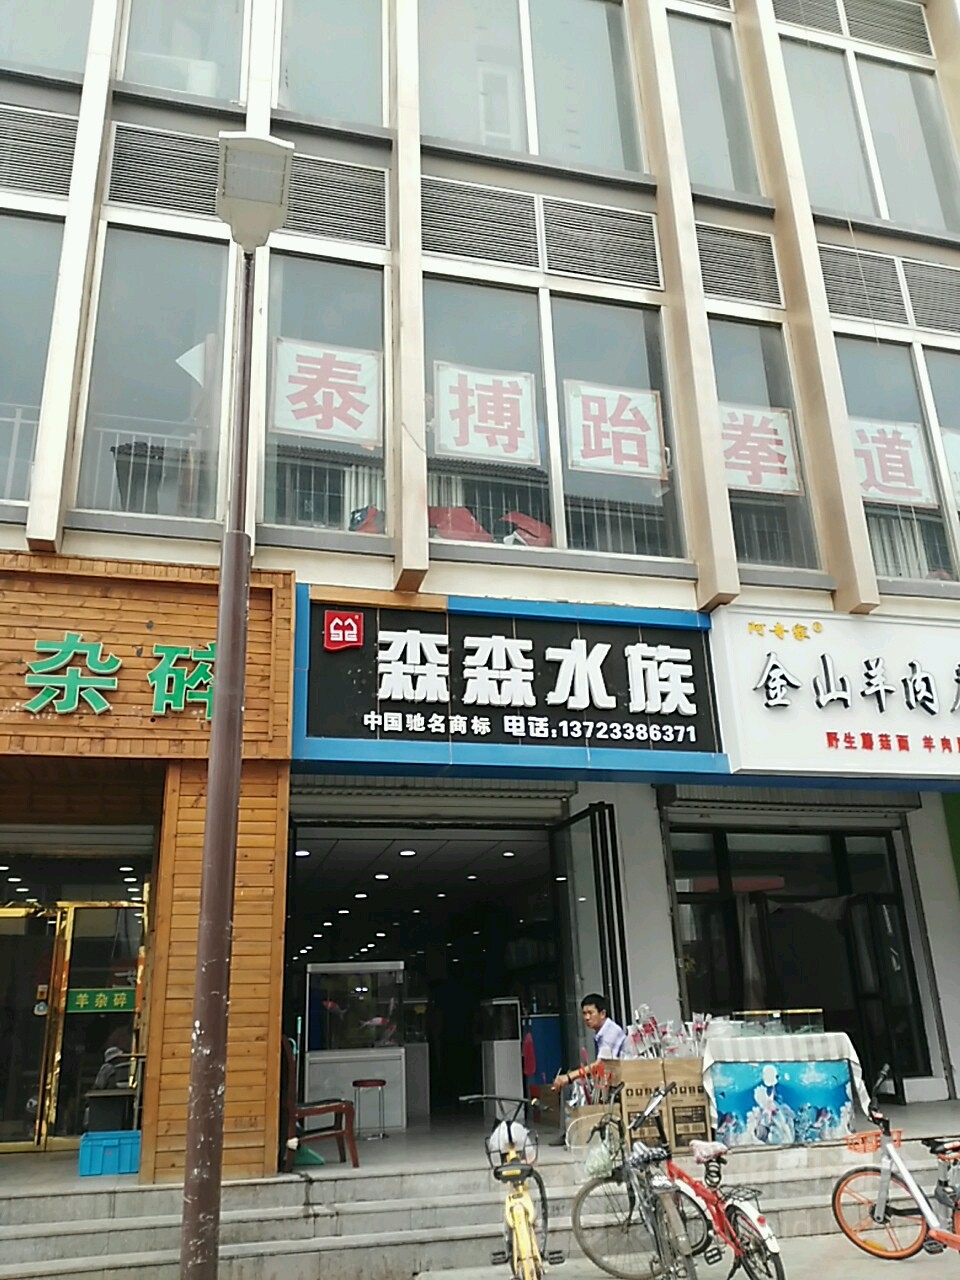 泰搏跆拳道
杂碎
森森水族
中国驰名商标 电话:13723386371
金山羊肉
野生蘑菇面 羊肉
羊杂碎